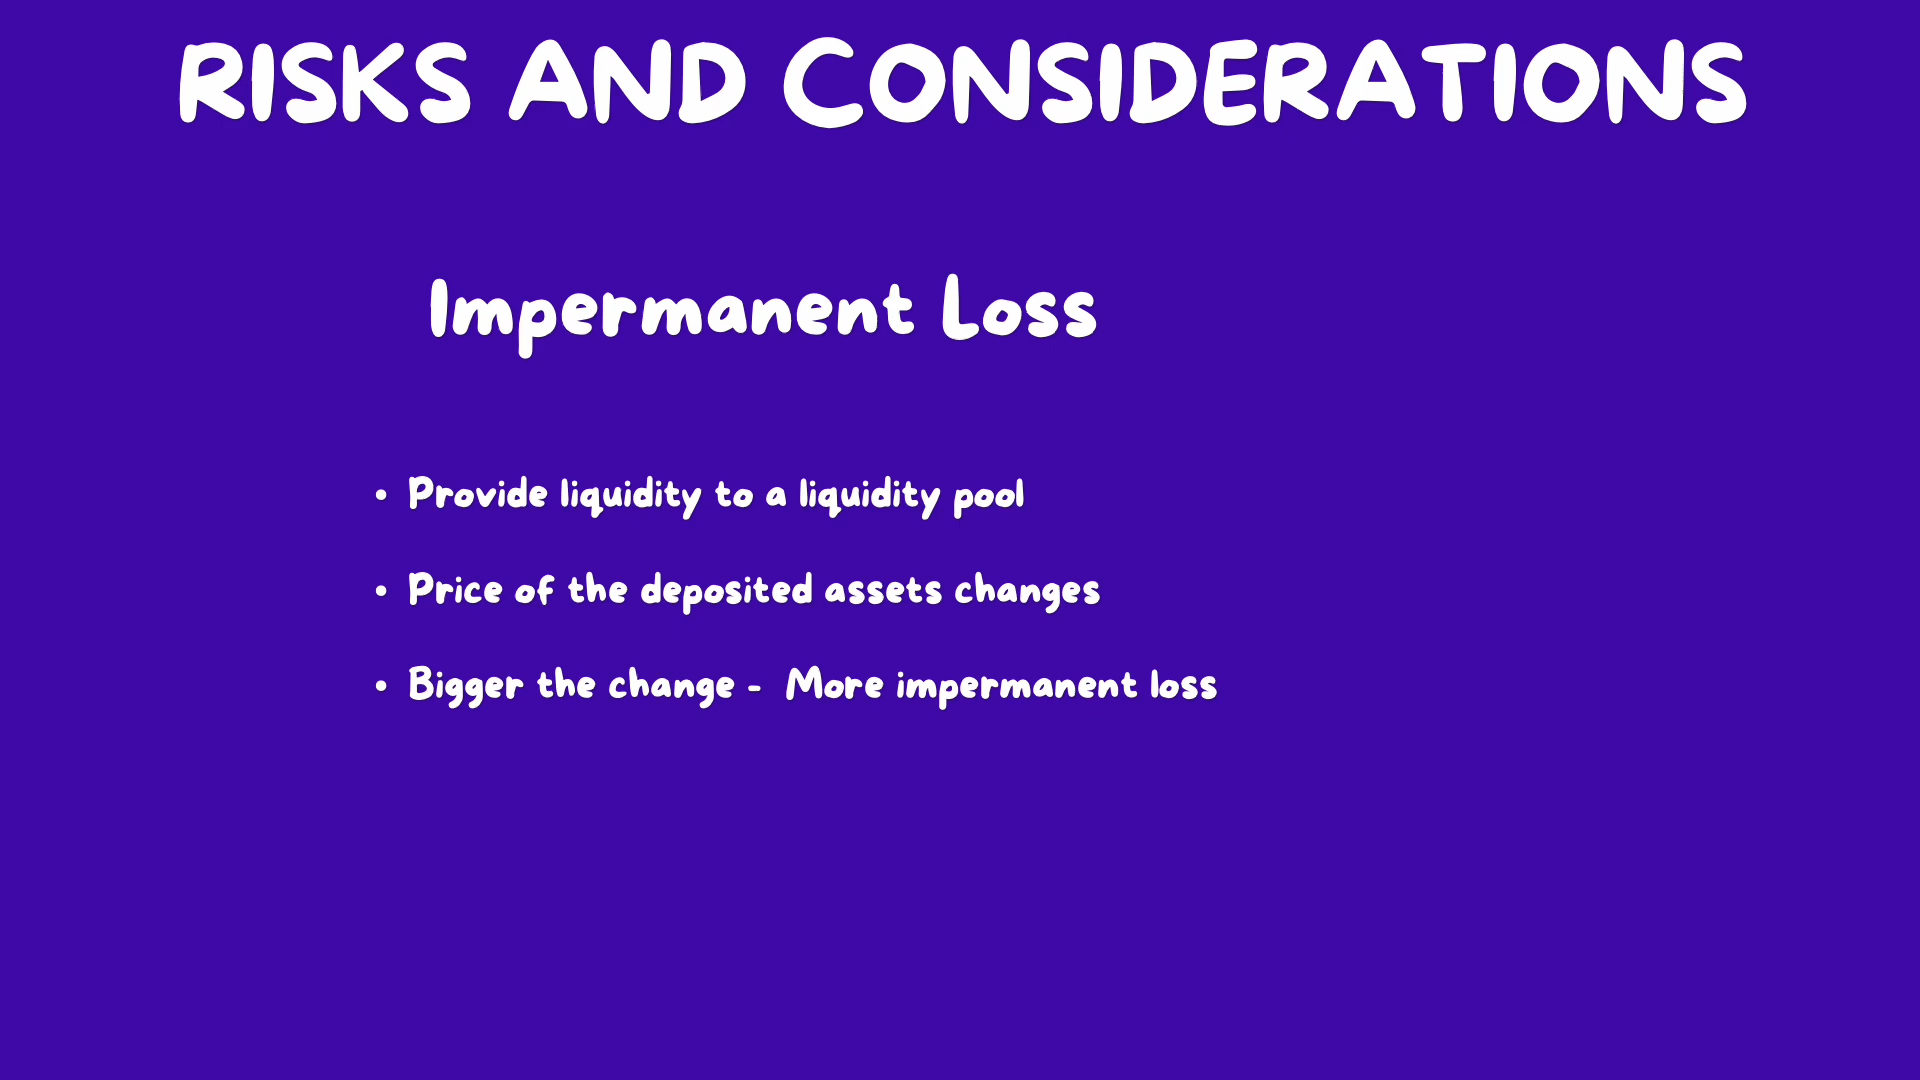 RISKS AND CONSIDERATIONS
Impermanent Loss
• Provide liquidity to a liquidity pool
• Price of the deposited assets changes
• Bigger the change -  More impermanent loss